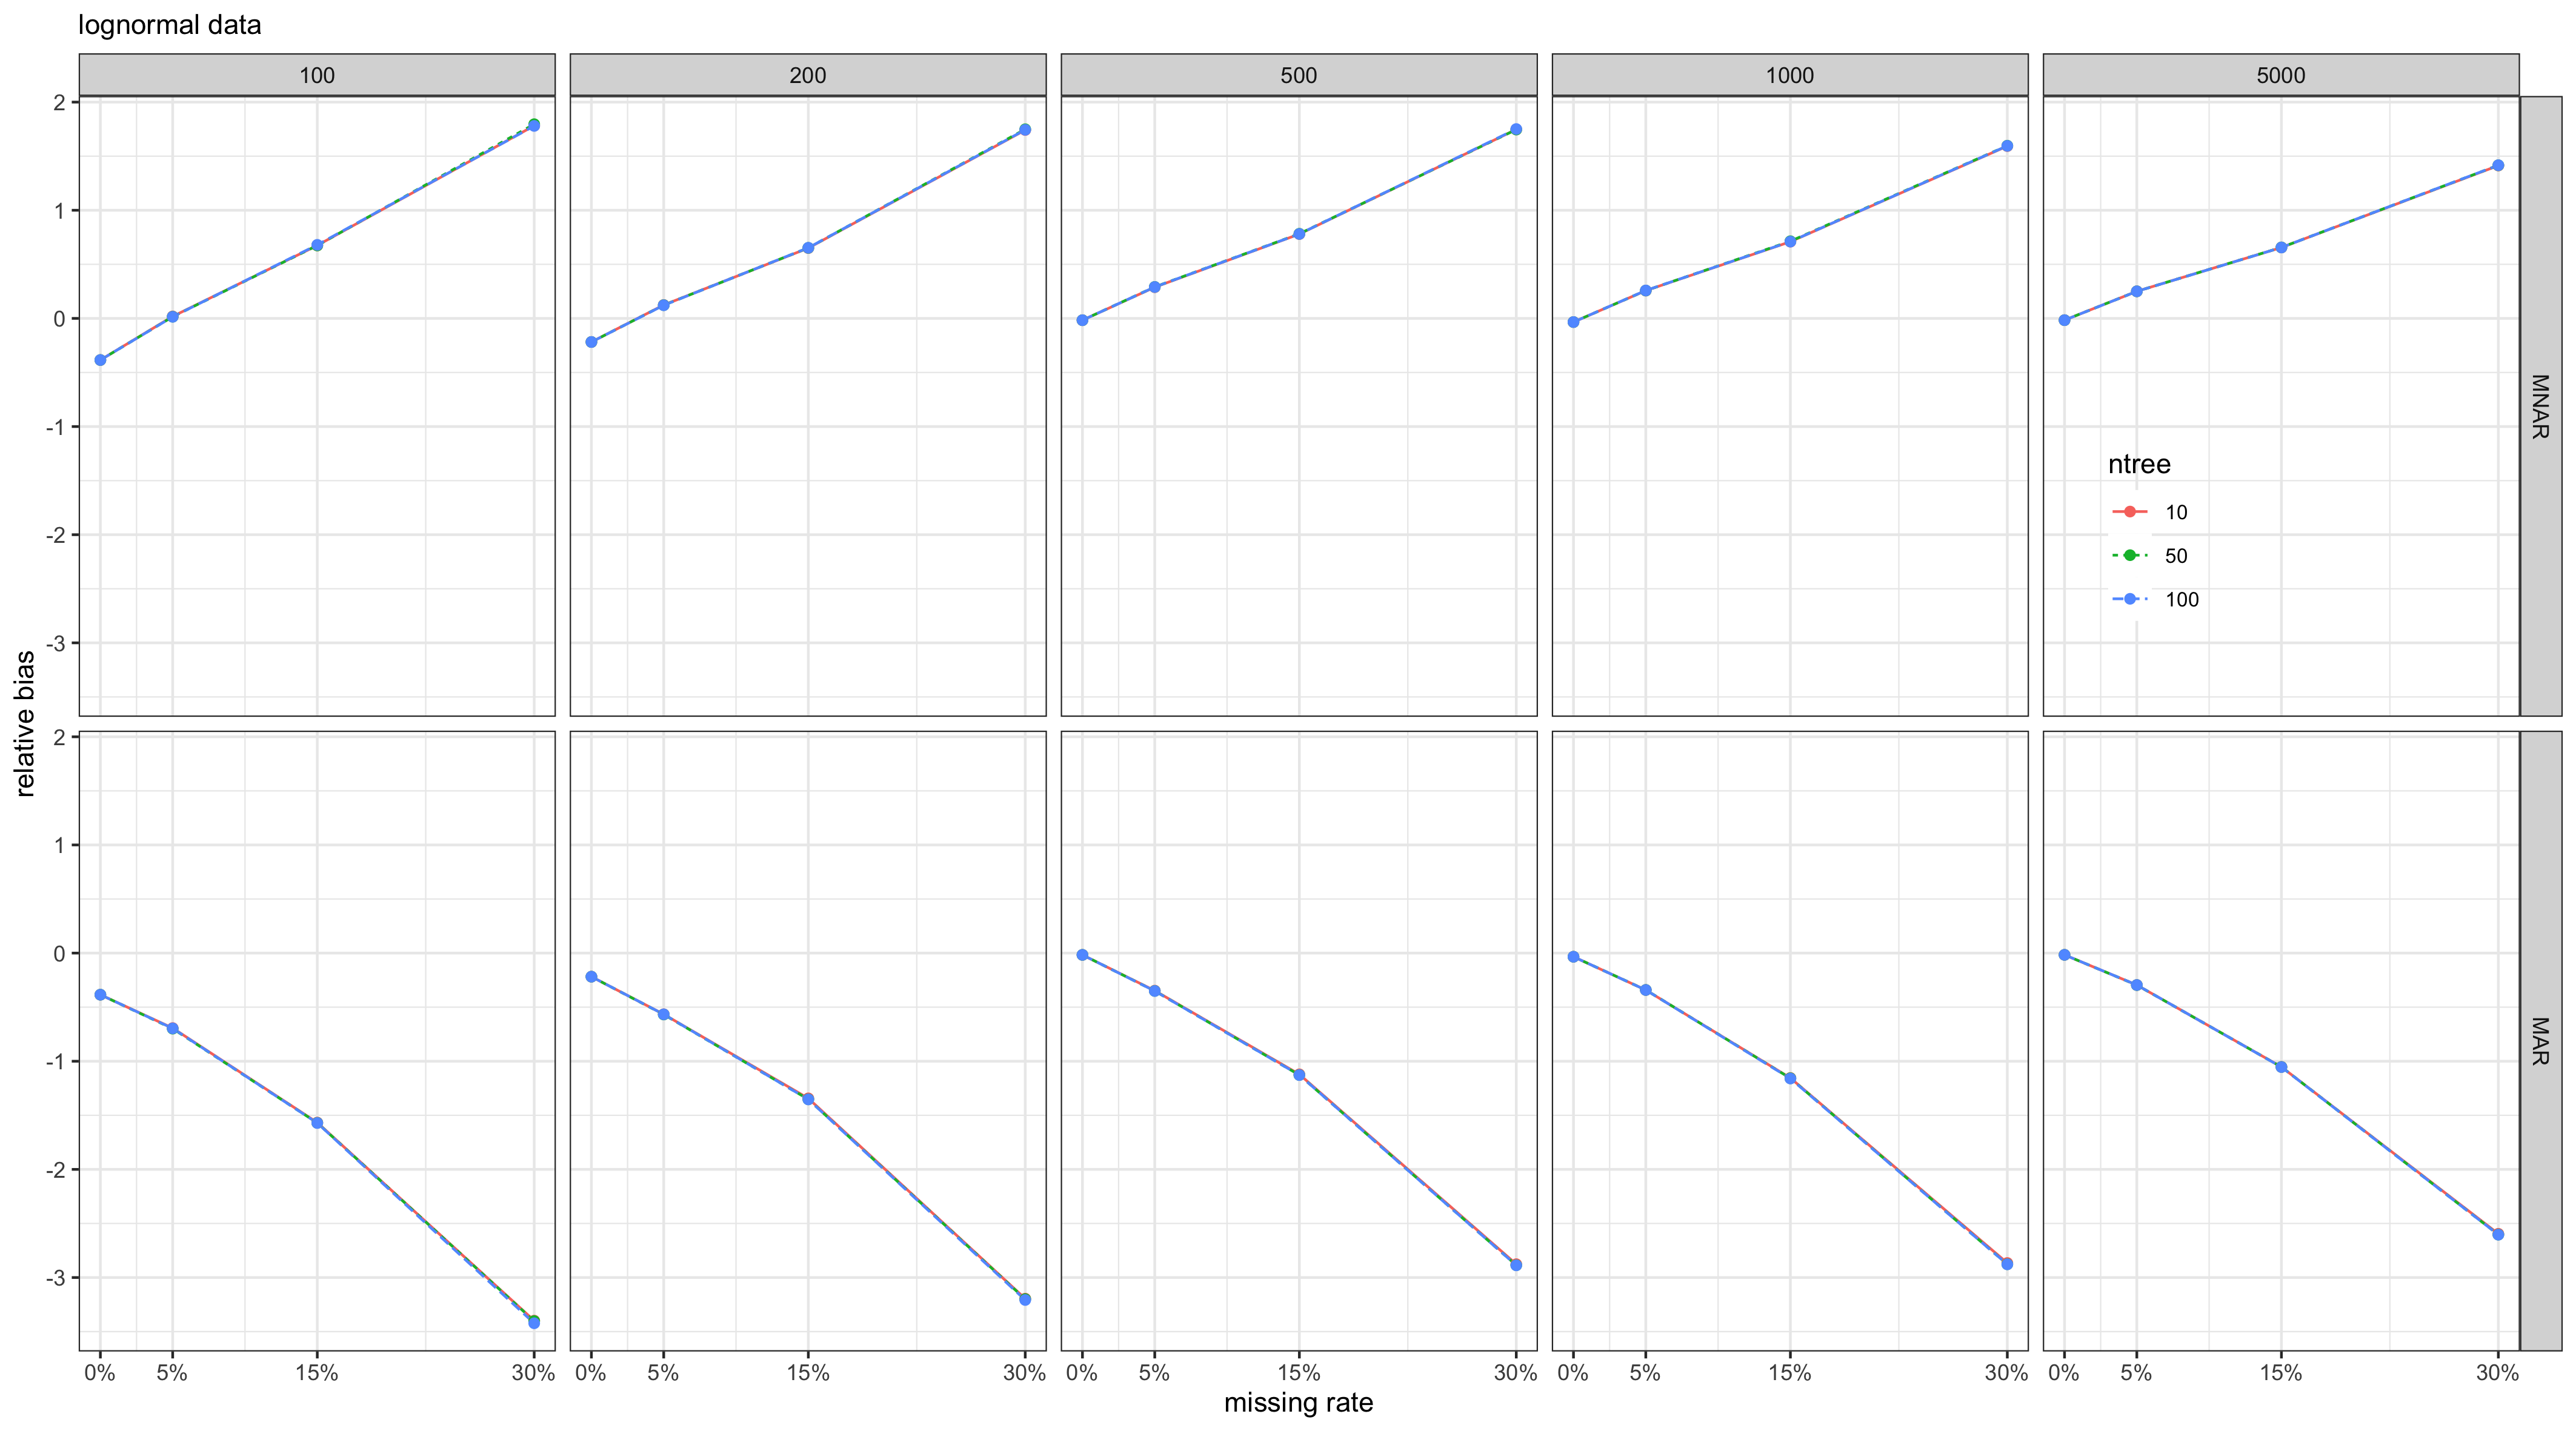 lognormal data
100 200 500 1000 5000
2
1
0
-1
-2
-3
MNAR
ntree
10
50
100
relative bias
2
1
0
-1
-2
-3
MAR
0% 5% 15% 30% 0% 5% 15% 30% 0% 5% 15% 30% 0% 5% 15% 30% 0% 5% 15% 30%
missing rate